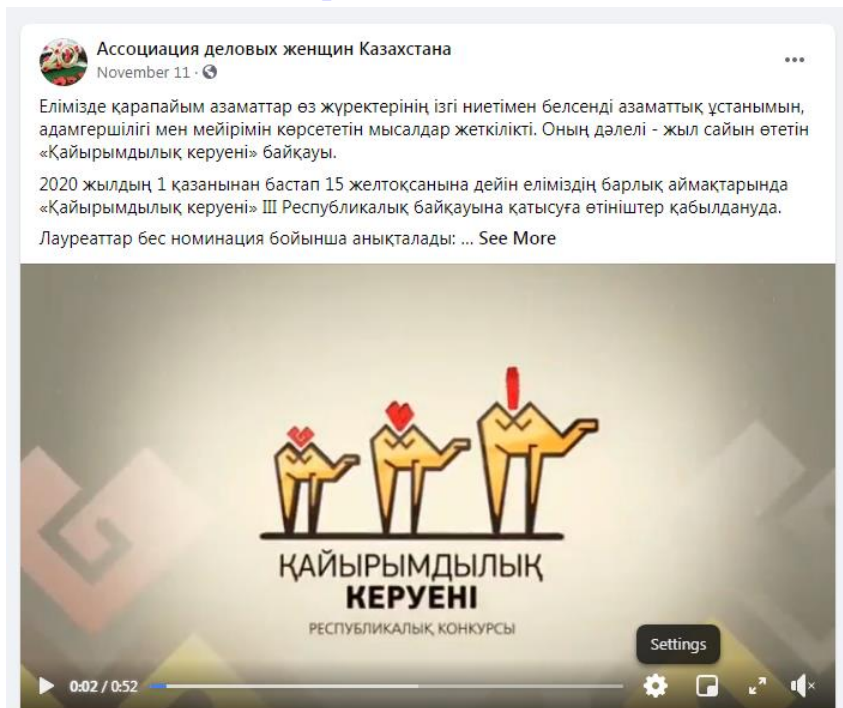 Ассоциация деловых женщин Казахстана
November 11 ·
Елімізде қарапайым азаматтар өз жүректерінің ізгі ниетімен белсенді азаматтық ұстанымын,
адамгершілігі мен мейірімін көрсететін мысалдар жеткілікті. Оның дәлелі - жыл сайын өтетін
«Қайырымдылық керуені» байқауы.
2020 жылдың 1 қазанынан бастап 15 желтоқсанына дейін еліміздің барлық аймақтарында
«Қайырымдылық керуені» III Республикалық байқауына қатысуға өтініштер қабылдануда.
Лауреаттар бес номинация бойынша анықталады: ... See More
ҚАЙЫРЫМДЫЛЫҚ
КЕРУЕНІ
РЕСПУБЛИКАЛЫҚ КОНКУРСЫ
Settings
0:02 / 0:52